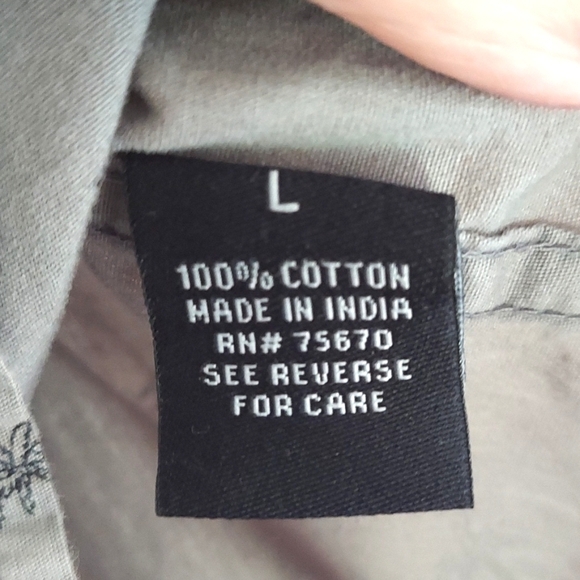 L
100% COTTON
MADE IN INDIA
RN# 75670
SEE REVERSE
FOR CARE